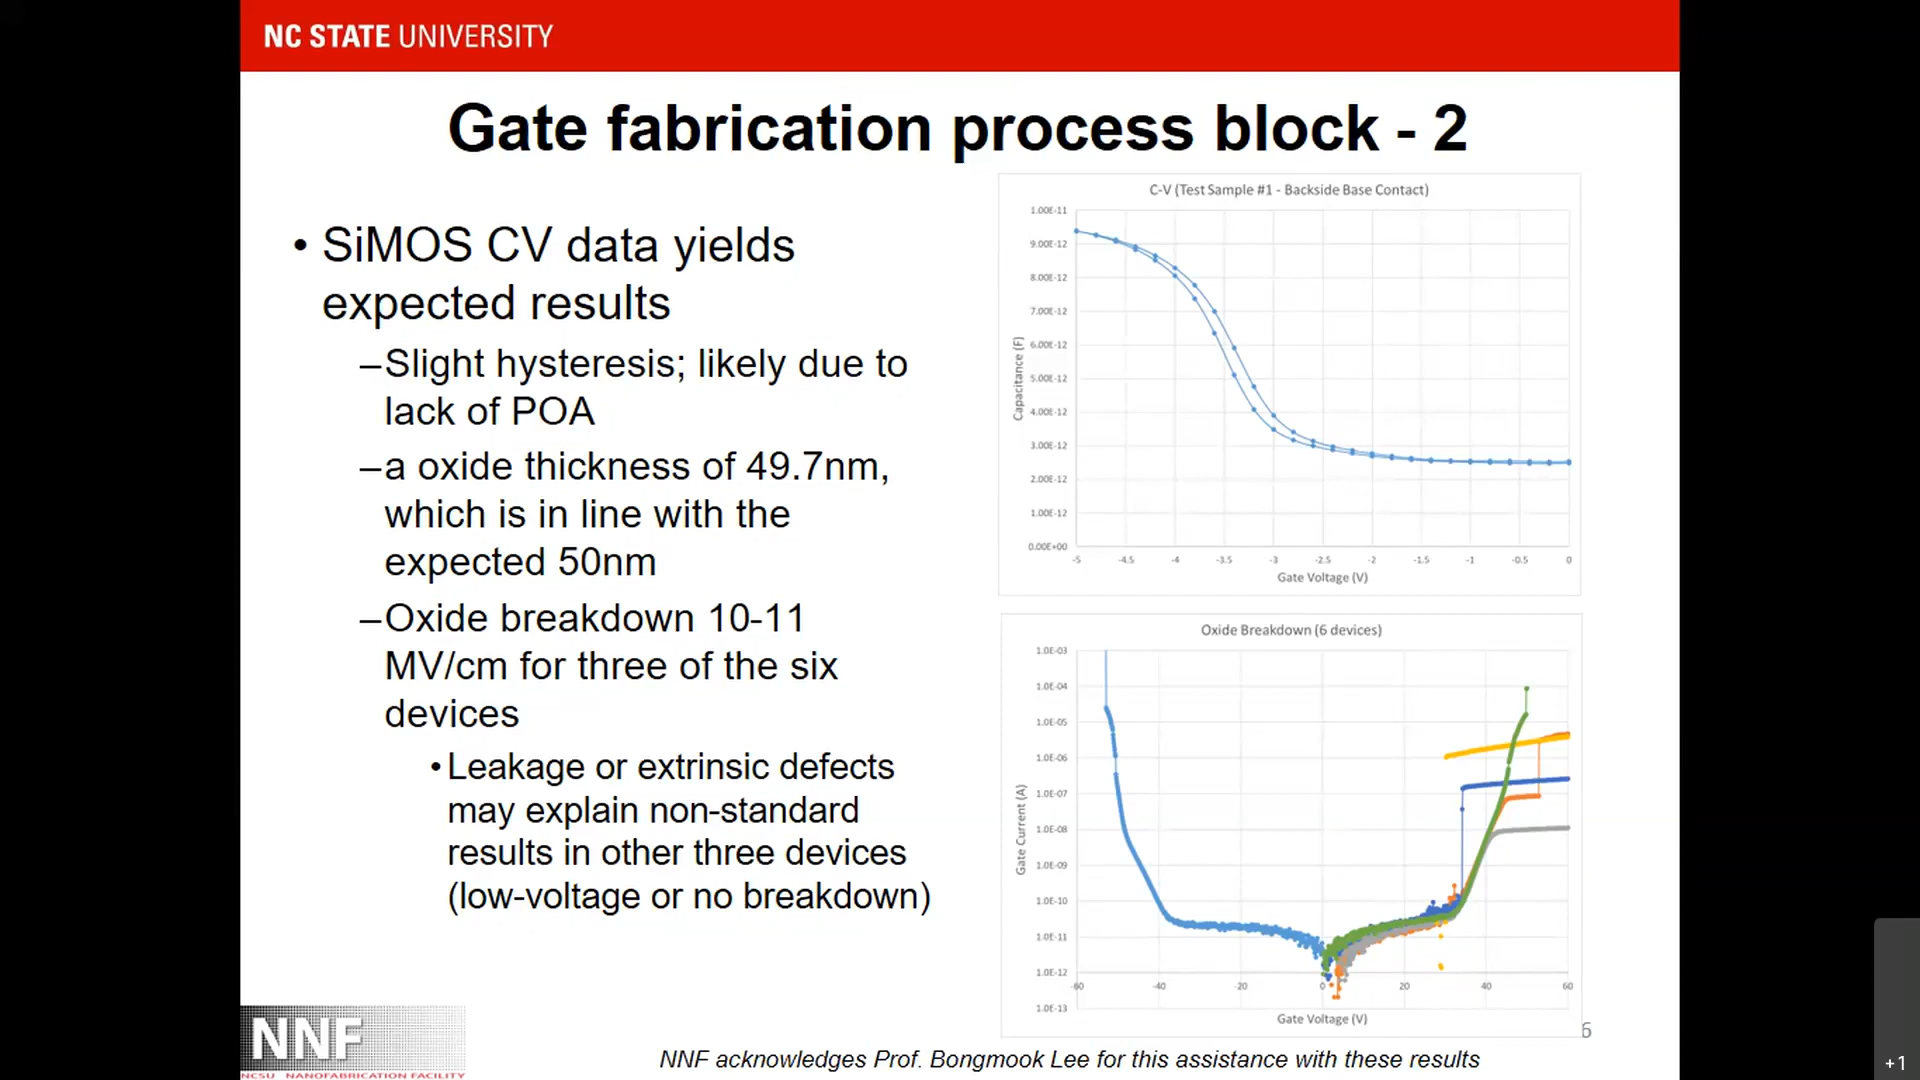 NC STATE UNIVERSITY
Gate fabrication process block - 2
• SiMOS CV data yields
expected results
–Slight hysteresis; likely due to
lack of POA
–a oxide thickness of 49.7nm,
which is in line with the
expected 50nm
–Oxide breakdown 10-11
MV/cm for three of the six
devices
•Leakage or extrinsic defects
may explain non-standard
results in other three devices
(low-voltage or no breakdown)
C-V (Test Sample #1 - Backside Base Contact)
Capacitance (F)
1.00E-11
9.00E-12
8.00E-12
7.00E-12
6.00E-12
5.00E-12
4.00E-12
3.00E-12
2.00E-12
1.00E-12
0.00E+00
-5 -4.5 -4 -3.5 -3 -2.5 -2 -1.5 -1 -0.5 0
Gate Voltage (V)
Oxide Breakdown (6 devices)
Gate Current (A)
1.0E-03
1.0E-04
1.0E-05
1.0E-06
1.0E-07
1.0E-08
1.0E-09
1.0E-10
1.0E-11
1.0E-12
1.0E-13
-60 -40 -20 0 20 40 60
Gate Voltage (V)
6
NNF
NCSU NANOFABRICATION FACILITY
NNF acknowledges Prof. Bongmook Lee for this assistance with these results
+1